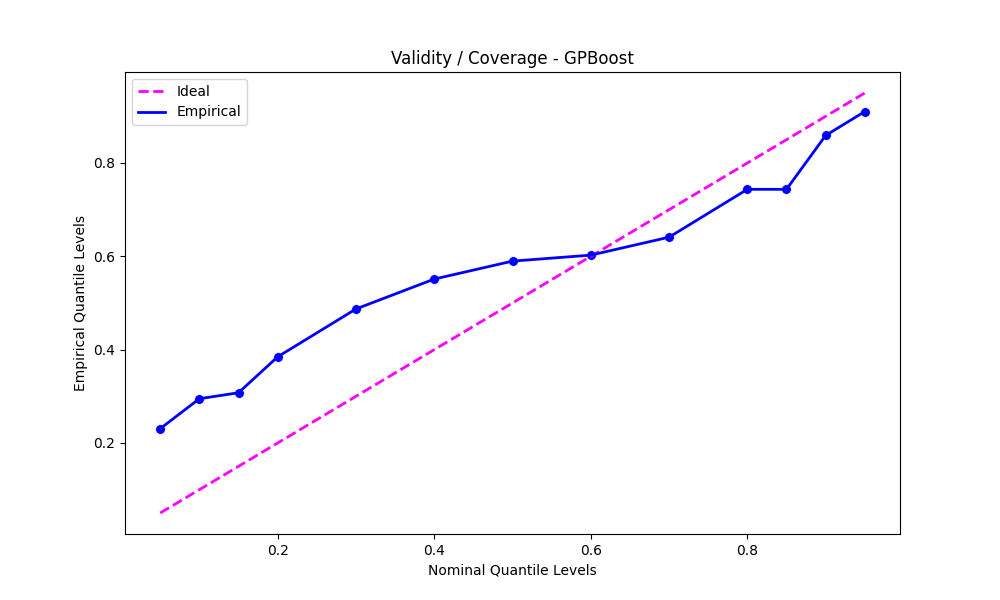 Validity / Coverage - GPBoost
Ideal
Empirical
0.8
0.6
0.4
0.2
Empirical Quantile Levels
0.2
0.4
0.6
0.8
Nominal Quantile Levels